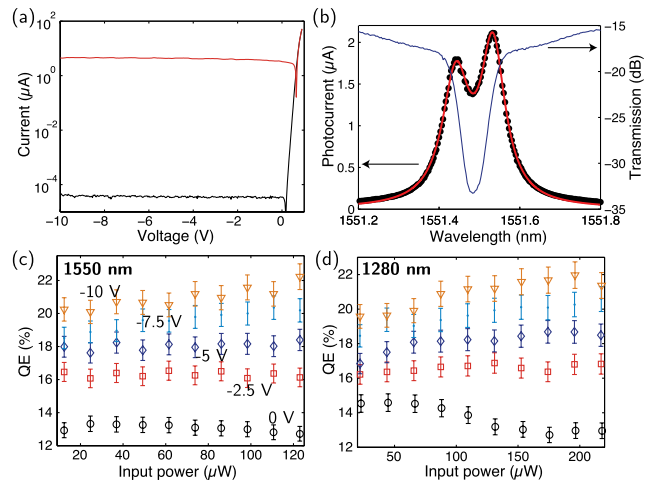 (a)
Current (µA)
10^2
10^0
10^-2
10^-4
-10 -8 -6 -4 -2 0
Voltage (V)
(b)
Photocurrent (µA)
2
1.5
1
0.5
0
-15
-20
-25
-30
-35
Transmission (dB)
1551.2 1551.4 1551.6 1551.8
Wavelength (nm)
(c)
1550 nm
QE (%)
22
20
18
16
14
12
-10 V
-7.5 V
-5 V
-2.5 V
0 V
20 40 60 80 100 120
Input power (µW)
(d)
1280 nm
QE (%)
22
20
18
16
14
12
50 100 150 200
Input power (µW)